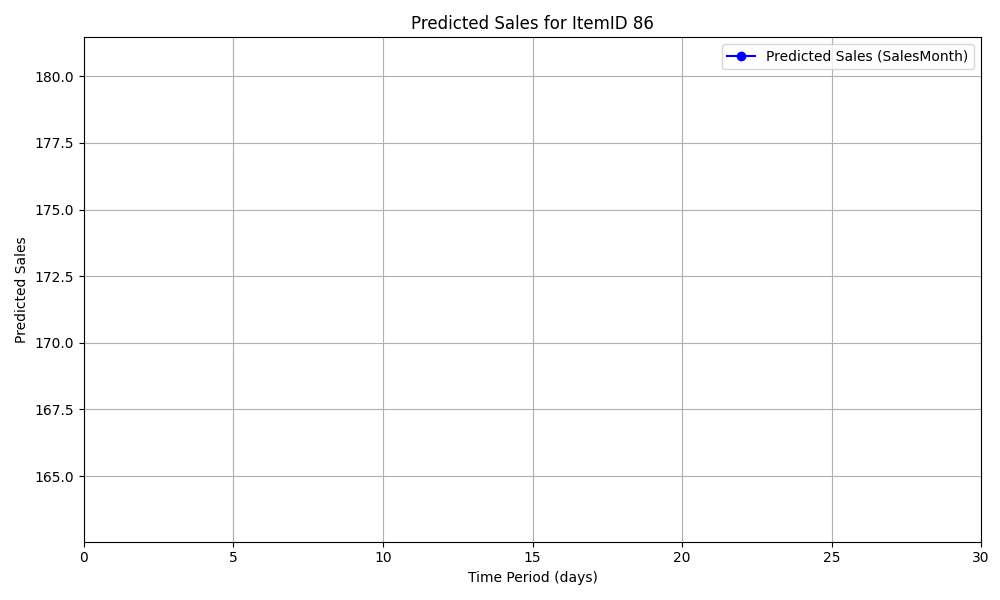 Predicted Sales for ItemID 86
Predicted Sales (SalesMonth)
180.0
177.5
175.0
172.5
170.0
167.5
165.0
Predicted Sales
0 5 10 15 20 25 30
Time Period (days)